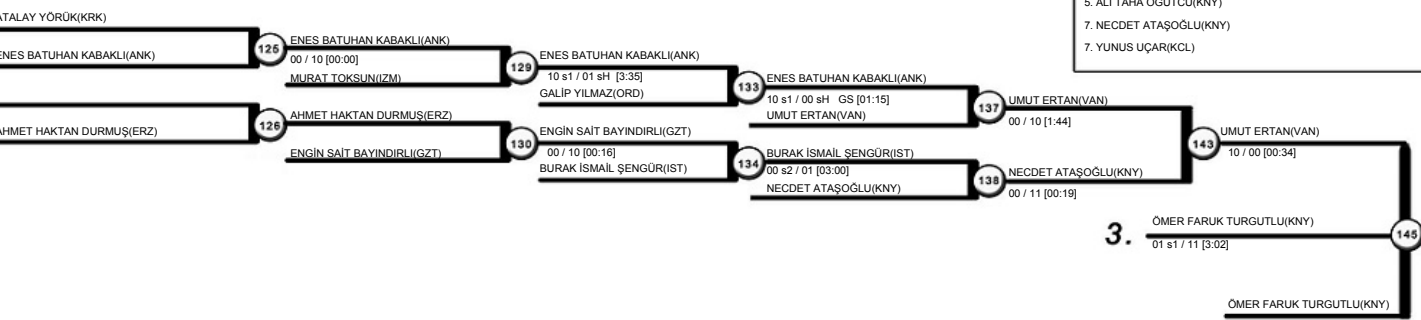 5. ALİ TAHA ÖĞÜTCÜ(KNY)
7. NECDET ATAŞOĞLU(KNY)
7. YUNUS UÇAR(KCL)
ATALAY YÖRÜK(KRK)
ENES BATUHAN KABAKLI(ANK)
125
ENES BATUHAN KABAKLI(ANK)
00 / 10 [00:00]
MURAT TOKSUN(IZM)
129
ENES BATUHAN KABAKLI(ANK)
10 s1 / 01 sH [3:35]
GALİP YILMAZ(ORD)
133
ENES BATUHAN KABAKLI(ANK)
10 s1 / 00 sH GS [01:15]
UMUT ERTAN(VAN)
137
UMUT ERTAN(VAN)
00 / 10 [1:44]
AHMET HAKTAN DURMUŞ(ERZ)
126
AHMET HAKTAN DURMUŞ(ERZ)
ENGİN SAİT BAYINDIRLI(GZT)
130
ENGİN SAİT BAYINDIRLI(GZT)
00 / 10 [00:16]
BURAK İSMAİL ŞENGÜR(IST)
134
BURAK İSMAİL ŞENGÜR(IST)
00 s2 / 01 [03:00]
NECDET ATAŞOĞLU(KNY)
138
NECDET ATAŞOĞLU(KNY)
00 / 11 [00:19]
143
UMUT ERTAN(VAN)
10 / 00 [00:34]
3.
ÖMER FARUK TURGUTLU(KNY)
01 s1 / 11 [3:02]
145
ÖMER FARUK TURGUTLU(KNY)